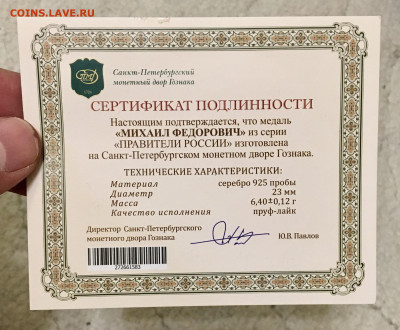 COINS.LAVE.RU
Санкт-Петербургский
монетный двор Гознака
СЕРТИФИКАТ ПОДЛИННОСТИ
Настоящим подтверждается, что медаль
«МИХАИЛ ФЕДОРОВИЧ» из серии
«ПРАВИТЕЛИ РОССИИ» изготовлена
на Санкт-Петербургском монетном дворе Гознака.
ТЕХНИЧЕСКИЕ ХАРАКТЕРИСТИКИ:
Материал серебро 925 пробы
Диаметр 23 мм
Масса 6,40±0,12 г
Качество исполнения пруф-лайк
Директор Санкт-Петербургского
монетного двора Гознака Ю.В. Павлов
272661583